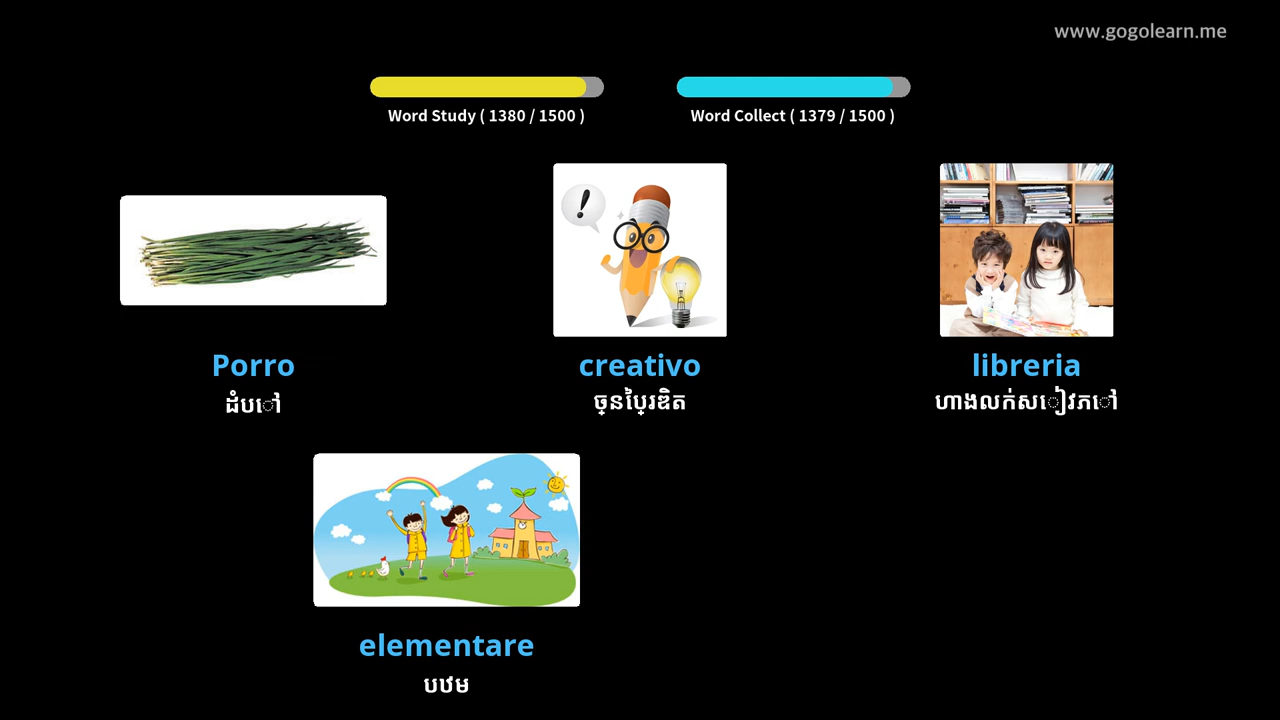 www.gogolearn.me
Word Study ( 1380 / 1500 )
Word Collect ( 1379 / 1500 )
Porro
creativo
libreria
ដំបៅ
ច្នៃប្រឌិត
ហាងលក់សៀវភៅ
elementare
បឋម